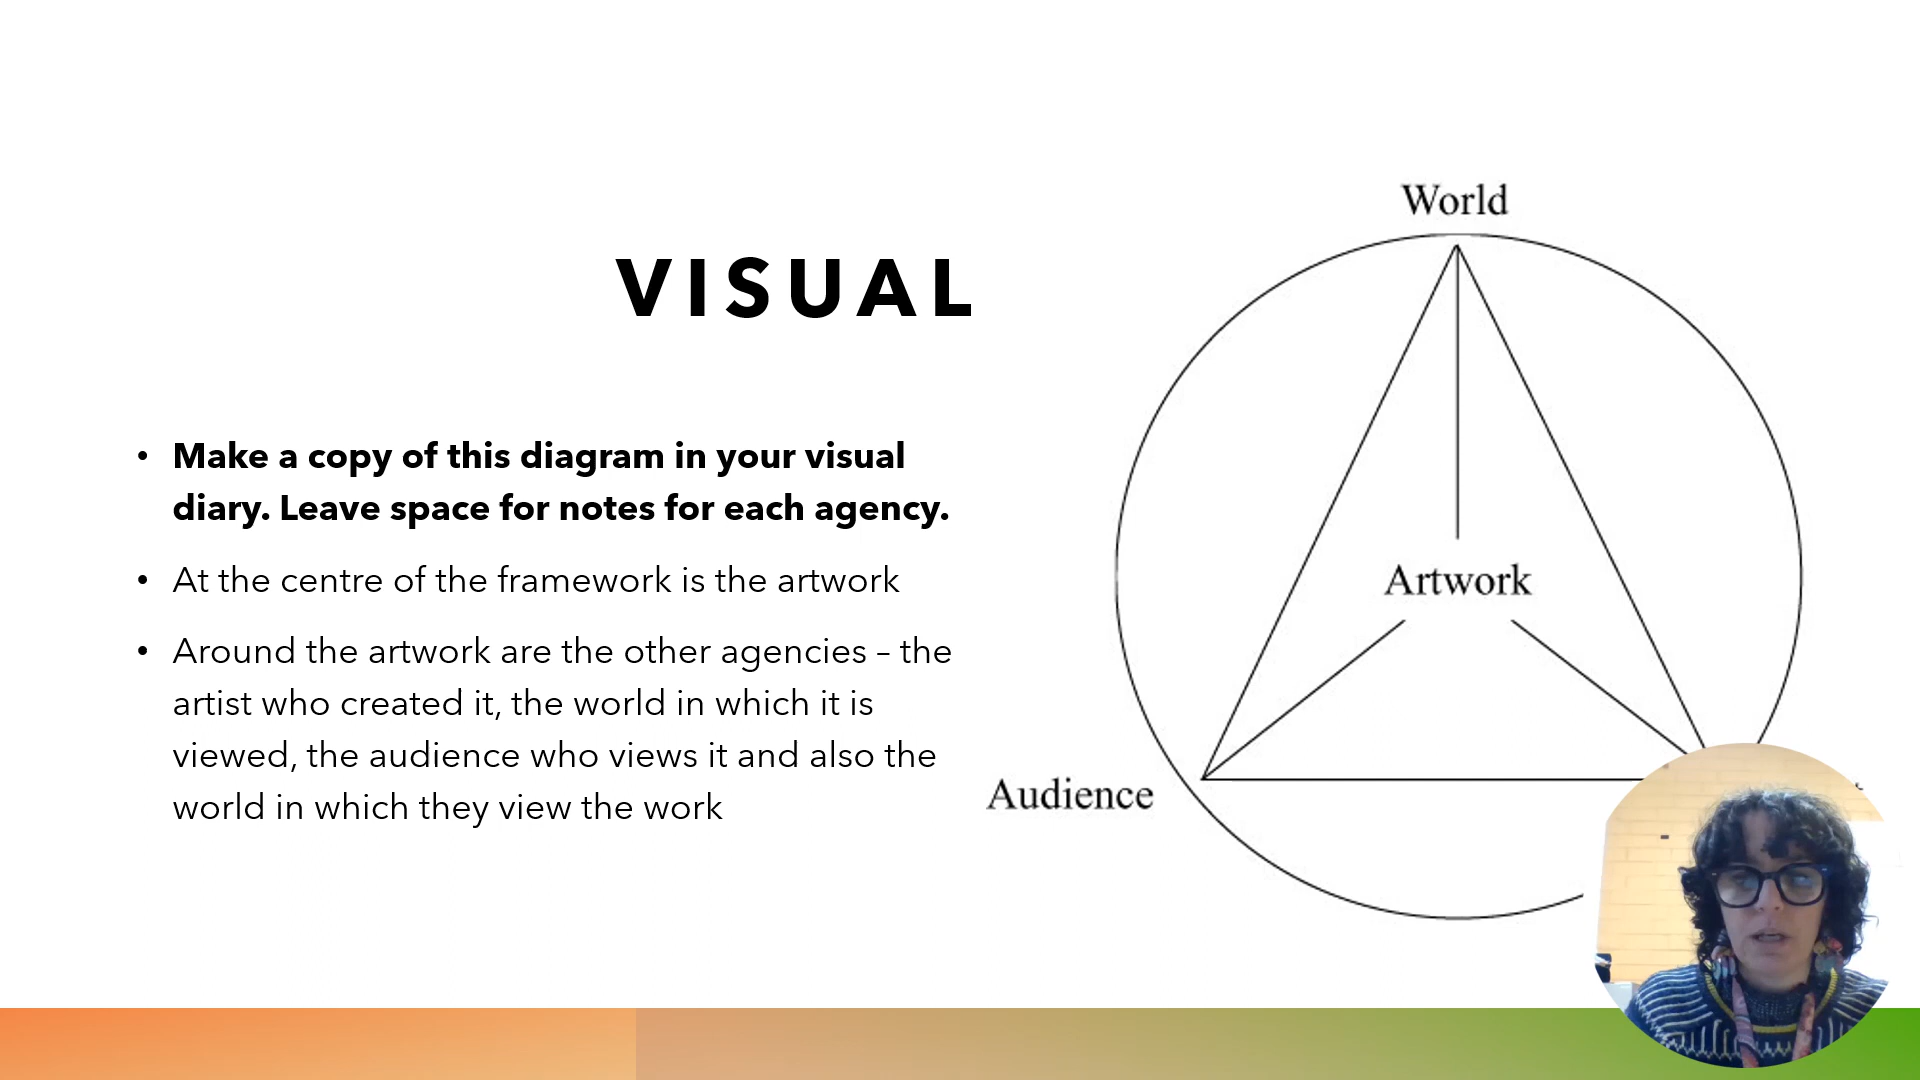 VISUAL
• Make a copy of this diagram in your visual
diary. Leave space for notes for each agency.
• At the centre of the framework is the artwork
• Around the artwork are the other agencies – the
artist who created it, the world in which it is
viewed, the audience who views it and also the
world in which they view the work
World
Artwork
Audience